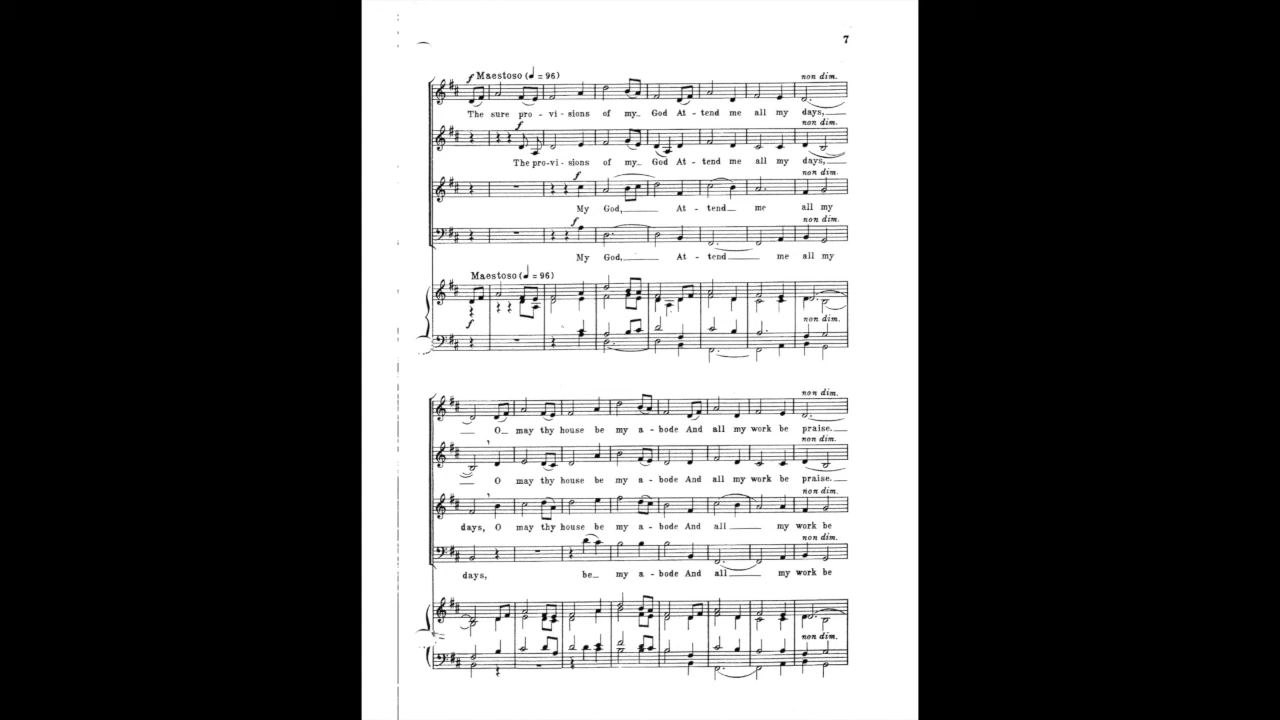 7
f Maestoso (♩ = 96)
non dim.
The sure pro - vi - sions of my God At - tend me all my days,
f
non dim.
The pro-vi - sions of my God At - tend me all my days,
f
non dim.
My God, At - tend me all my
f
non dim.
My God, At - tend me all my
Maestoso (♩ = 96)
f
non dim.
non dim.
O may thy house be my a - bode And all my work be praise.
non dim.
O may thy house be my a - bode And all my work be praise.
non dim.
days, O may thy house be my a - bode And all my work be
non dim.
days, be my a - bode And all my work be
non dim.